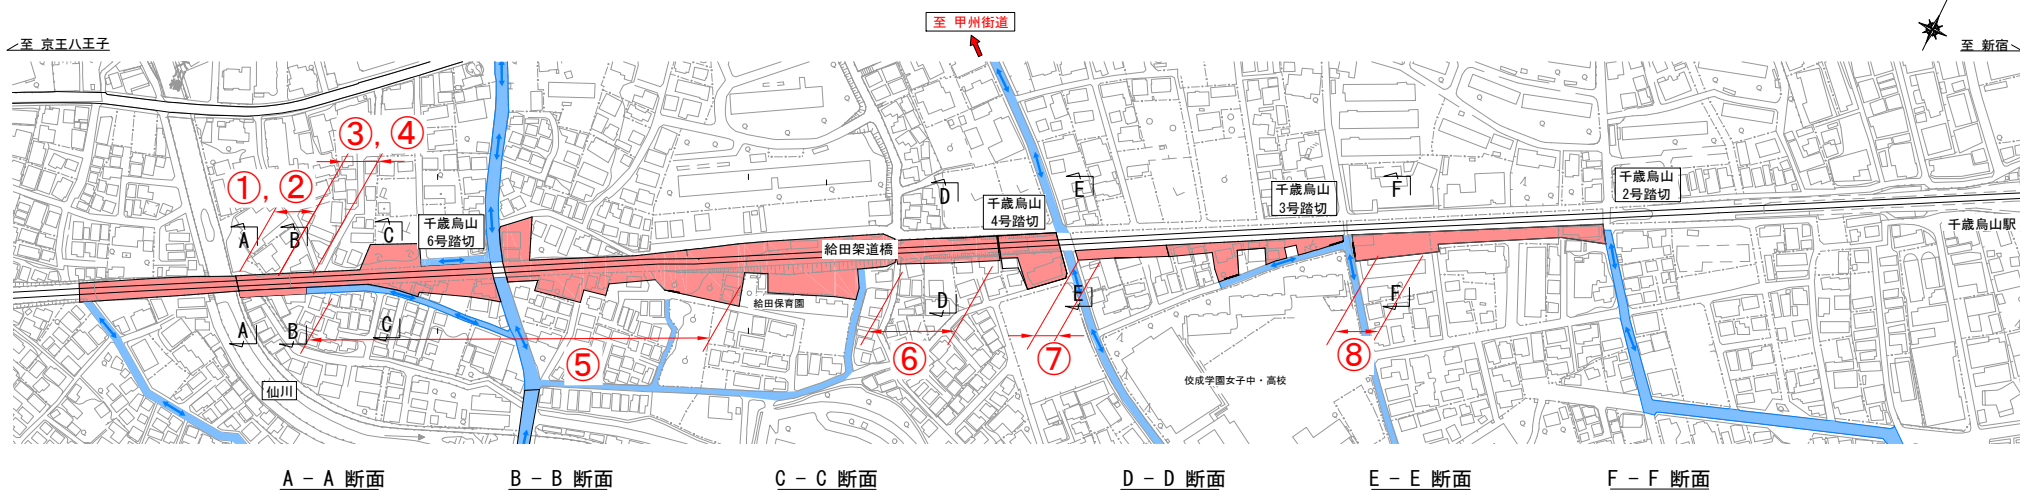 至 甲州街道
至 京王八王子
至 新宿
③, ④
①, ②
千歳烏山
6号踏切
千歳烏山
4号踏切
千歳烏山
3号踏切
千歳烏山
2号踏切
A
B
C
D
E
F
給田架道橋
千歳烏山駅
給田保育園
A
B
C
D
E
F
⑤
⑥
⑦
⑧
仙川
佼成学園女子中・高校
A - A 断面
B - B 断面
C - C 断面
D - D 断面
E - E 断面
F - F 断面